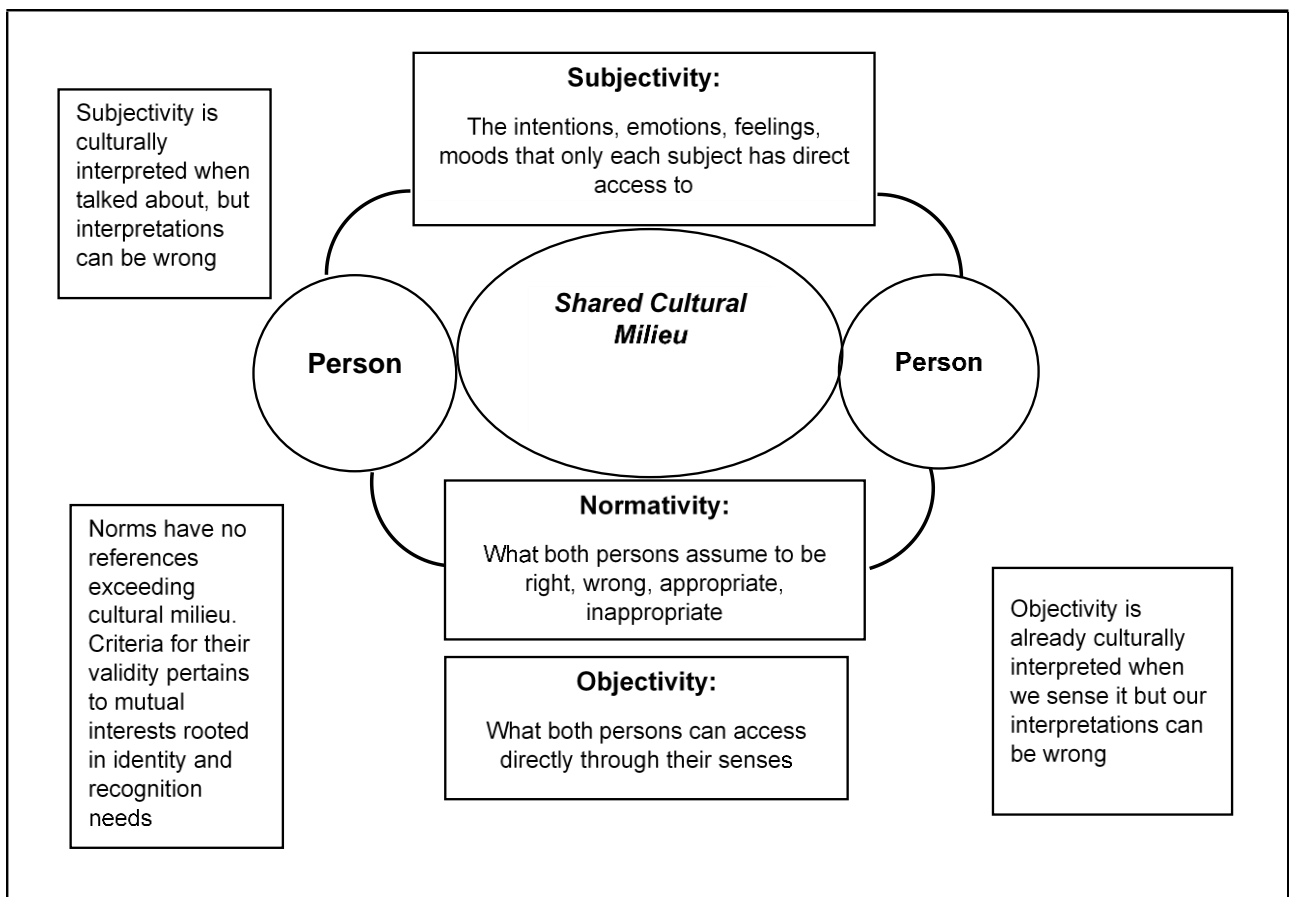 Subjectivity:
The intentions, emotions, feelings,
moods that only each subject has direct
access to
Subjectivity is
culturally
interpreted when
talked about, but
interpretations
can be wrong
Shared Cultural
Milieu
Person
Person
Normativity:
What both persons assume to be
right, wrong, appropriate,
inappropriate
Norms have no
references
exceeding
cultural milieu.
Criteria for their
validity pertains
to mutual
interests rooted
in identity and
recognition
needs
Objectivity:
What both persons can access
directly through their senses
Objectivity is
already culturally
interpreted when
we sense it but our
interpretations can
be wrong